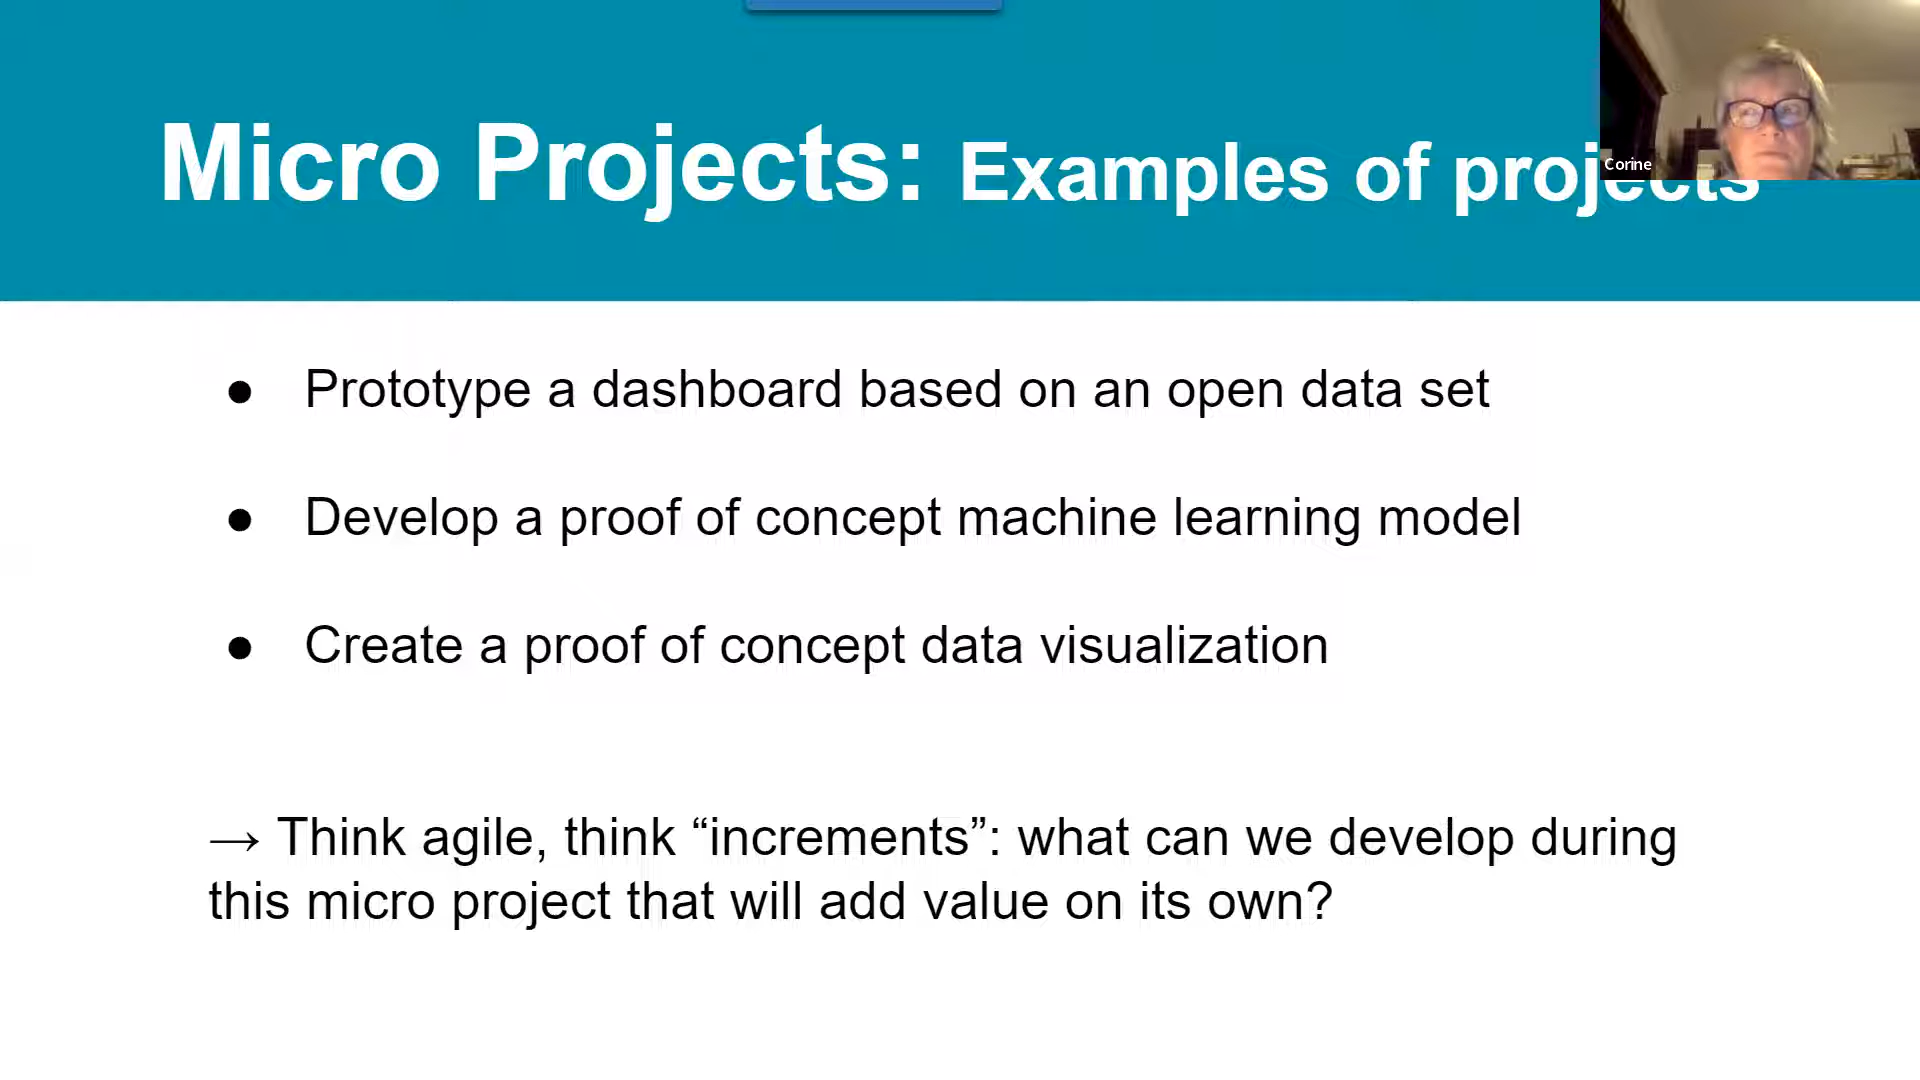 Micro Projects: Examples of projects
Corine
● Prototype a dashboard based on an open data set
● Develop a proof of concept machine learning model
● Create a proof of concept data visualization
→ Think agile, think “increments”: what can we develop during
this micro project that will add value on its own?